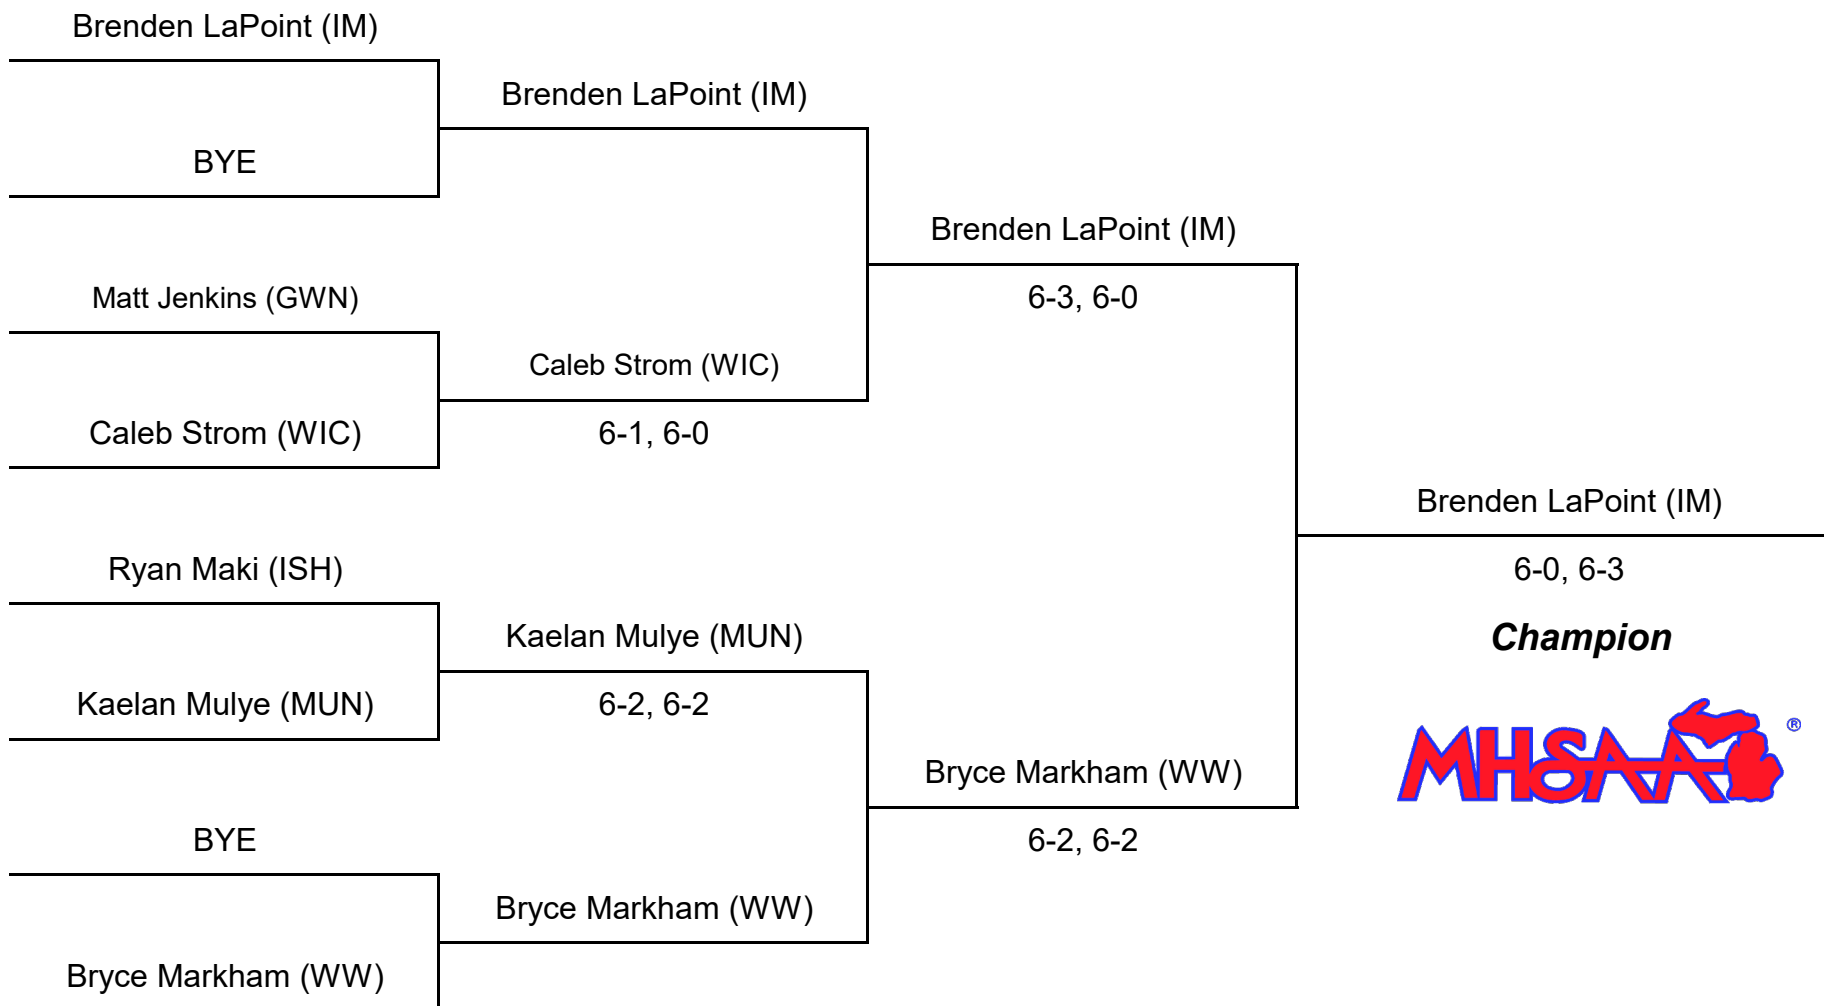 Brenden LaPoint (IM)
Brenden LaPoint (IM)
BYE
Brenden LaPoint (IM)
Matt Jenkins (GWN)
6-3, 6-0
Caleb Strom (WIC)
Caleb Strom (WIC)
6-1, 6-0
Brenden LaPoint (IM)
Ryan Maki (ISH)
6-0, 6-3
Kaelan Mulye (MUN)
Champion
Kaelan Mulye (MUN)
6-2, 6-2
MHSAA®
Bryce Markham (WW)
BYE
6-2, 6-2
Bryce Markham (WW)
Bryce Markham (WW)